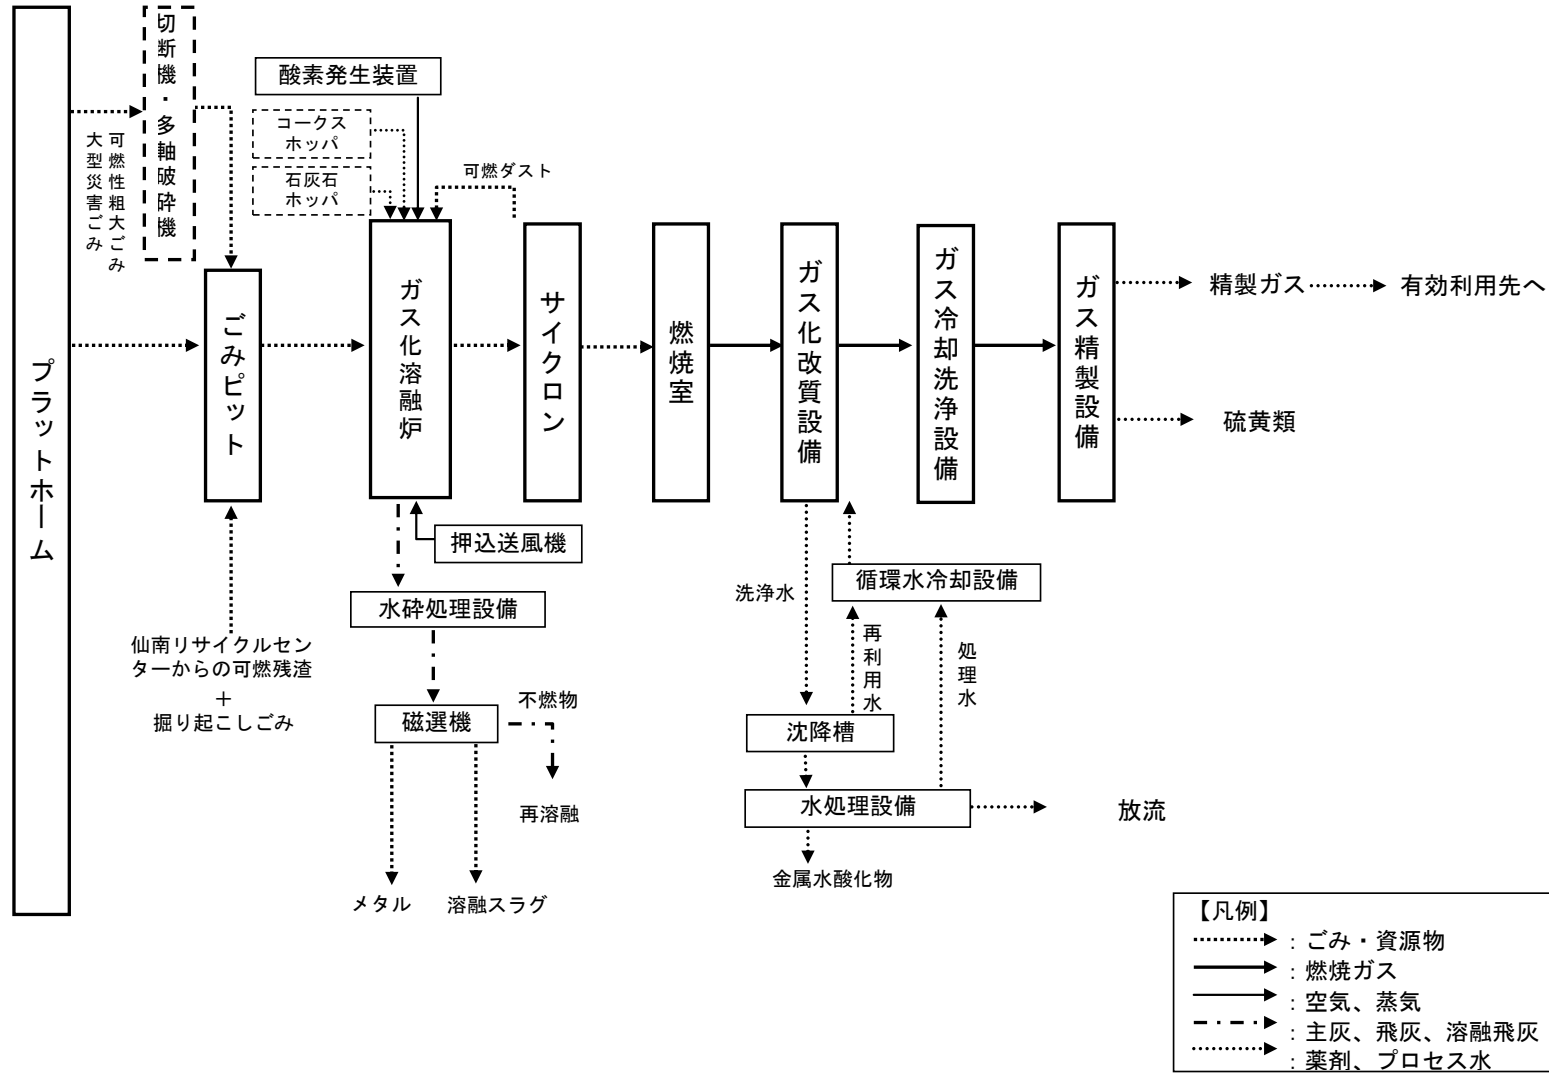 プラットホーム
切断機・多軸破砕機
可燃性粗大ごみ
大型災害ごみ
酸素発生装置
コークス
ホッパ
石灰石
ホッパ
可燃ダスト
ごみピット
ガス化溶融炉
サイクロン
燃焼室
ガス化改質設備
ガス冷却洗浄設備
ガス精製設備
精製ガス
有効利用先へ
硫黄類
押込送風機
水砕処理設備
磁選機
不燃物
再溶融
メタル
溶融スラグ
仙南リサイクルセン
ターからの可燃残渣
+
掘り起こしごみ
洗浄水
循環水冷却設備
再利用水
処理水
沈降槽
水処理設備
放流
金属水酸化物
【凡例】
：ごみ・資源物
：燃焼ガス
：空気、蒸気
：主灰、飛灰、溶融飛灰
：薬剤、プロセス水